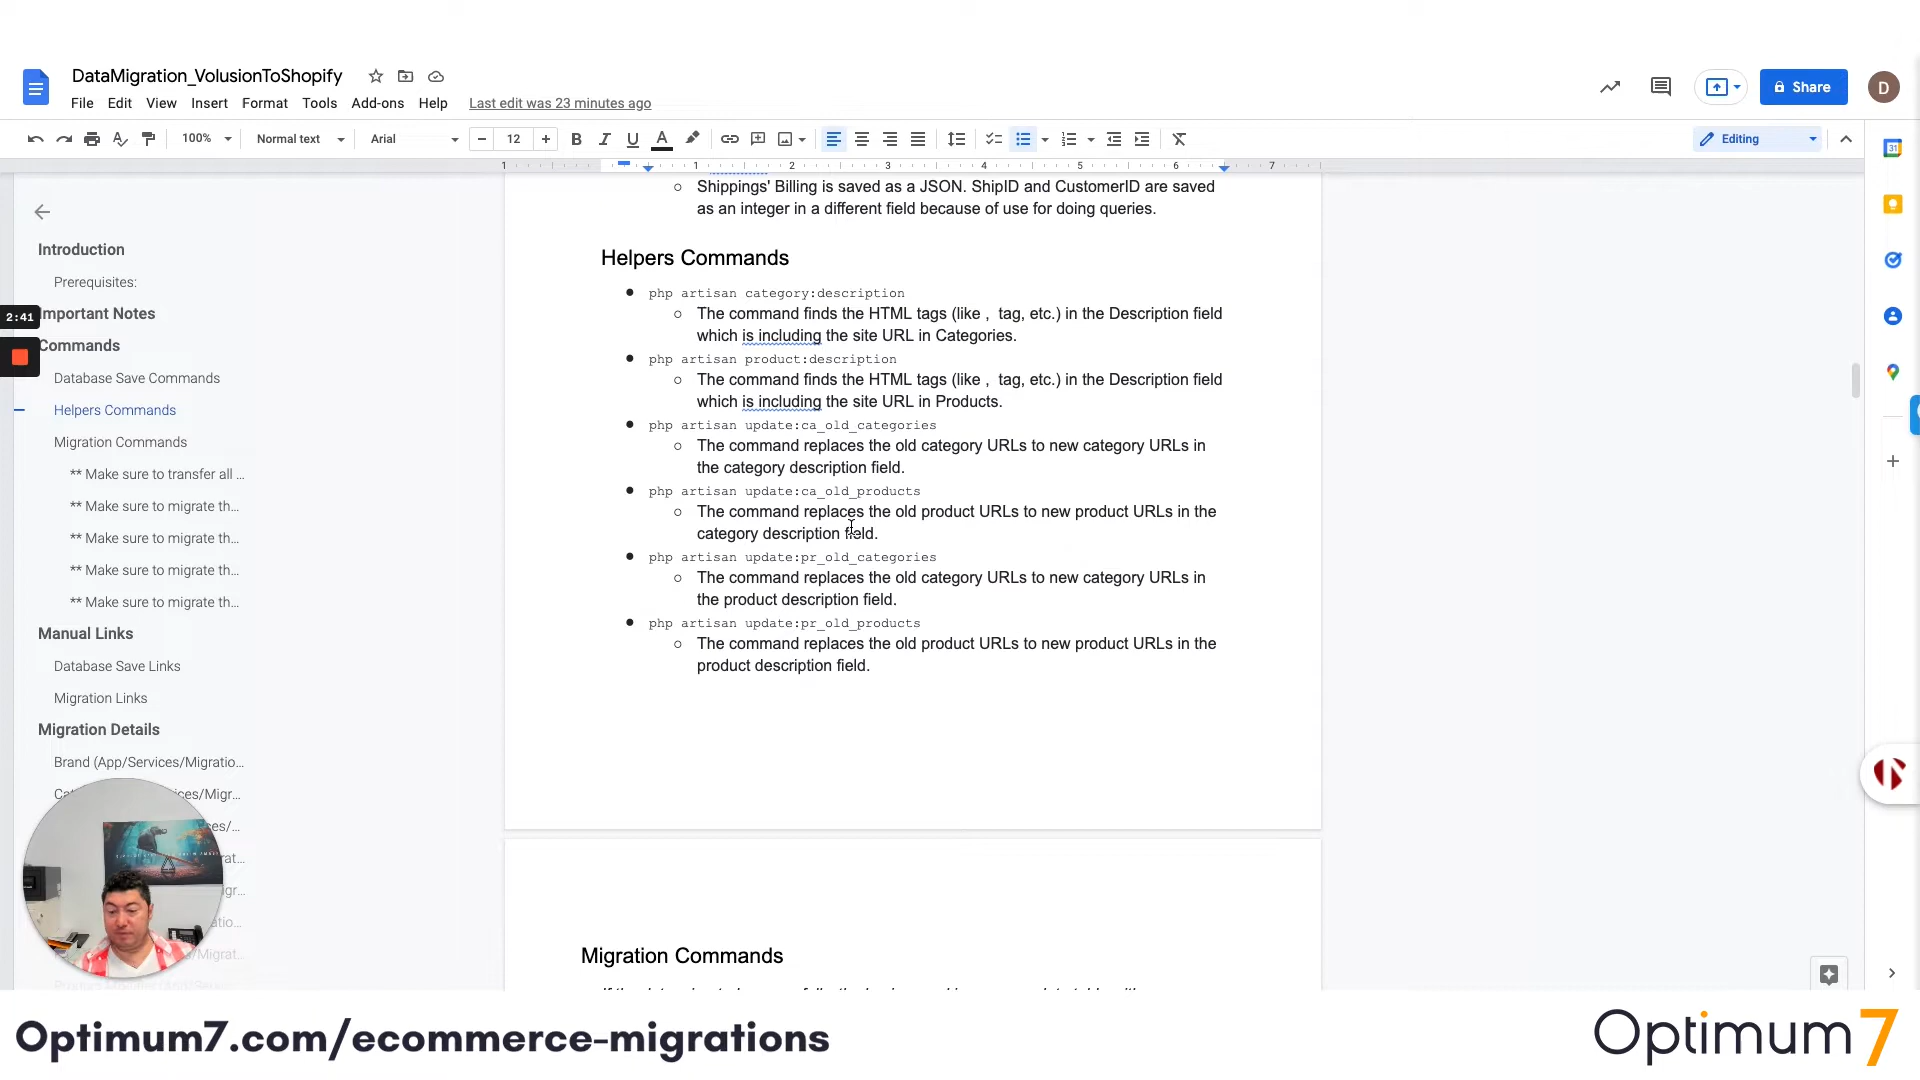 DataMigration_VolusionToShopify
File Edit View Insert Format Tools Add-ons Help Last edit was 23 minutes ago
Share
D
100% Normal text Arial 12 B I U A Editing
1 1 2 3 4 5 6 7
31
Introduction
Prerequisites:
Important Notes
2:41
Commands
Database Save Commands
Helpers Commands
Migration Commands
** Make sure to transfer all ...
** Make sure to migrate th...
** Make sure to migrate th...
** Make sure to migrate th...
** Make sure to migrate th...
Manual Links
Database Save Links
Migration Links
Migration Details
Brand (App/Services/Migratio...
Shippings' Billing is saved as a JSON. ShipID and CustomerID are saved
as an integer in a different field because of use for doing queries.
Helpers Commands
php artisan category:description
The command finds the HTML tags (like ,  tag, etc.) in the Description field
which is including the site URL in Categories.
php artisan product:description
The command finds the HTML tags (like ,  tag, etc.) in the Description field
which is including the site URL in Products.
php artisan update:ca_old_categories
The command replaces the old category URLs to new category URLs in
the category description field.
php artisan update:ca_old_products
The command replaces the old product URLs to new product URLs in the
category description field.
php artisan update:pr_old_categories
The command replaces the old category URLs to new category URLs in
the product description field.
php artisan update:pr_old_products
The command replaces the old product URLs to new product URLs in the
product description field.
Migration Commands
Optimum7.com/ecommerce-migrations
Optimum7